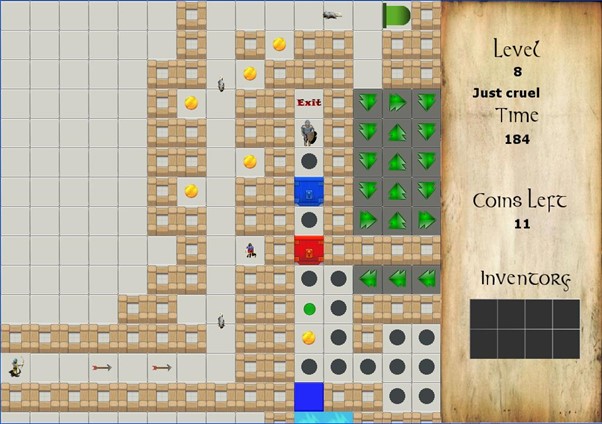 Exit
Level
8
Just cruel
Time
184
Coins Left
11
Inventory